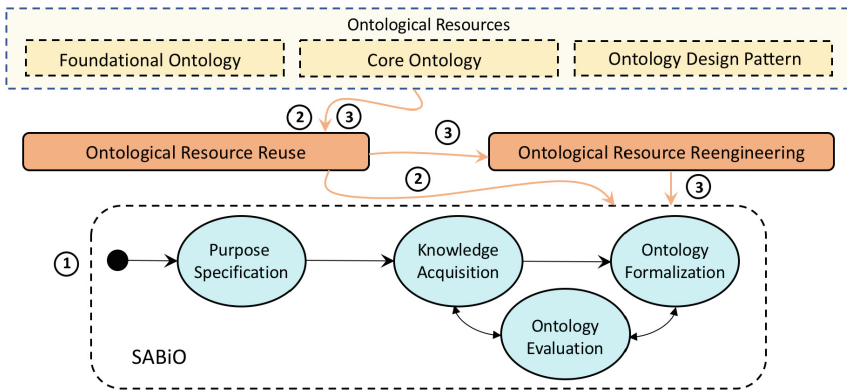 Ontological Resources
Foundational Ontology
Core Ontology
Ontology Design Pattern
2
3
3
Ontological Resource Reuse
Ontological Resource Reengineering
2
3
1
Purpose
Specification
Knowledge
Acquisition
Ontology
Formalization
Ontology
Evaluation
SABiO